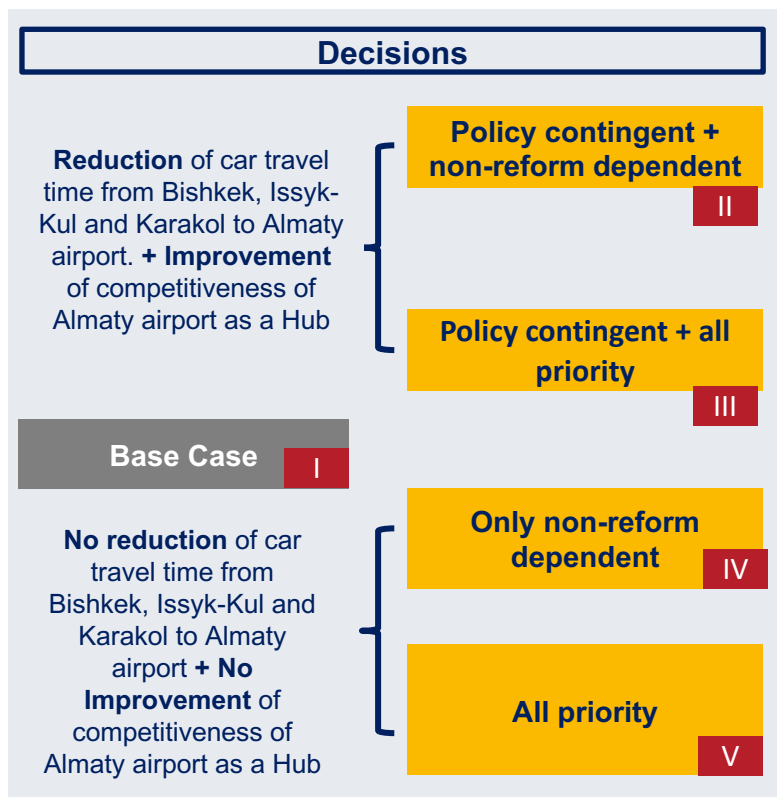 Decisions
Reduction of car travel
time from Bishkek, Issyk-
Kul and Karakol to Almaty
airport. + Improvement
of competitiveness of
Almaty airport as a Hub
Policy contingent +
non-reform dependent
II
Policy contingent + all
priority
III
Base Case
I
No reduction of car
travel time from
Bishkek, Issyk-Kul and
Karakol to Almaty
airport + No
Improvement of
competitiveness of
Almaty airport as a Hub
Only non-reform
dependent
IV
All priority
V